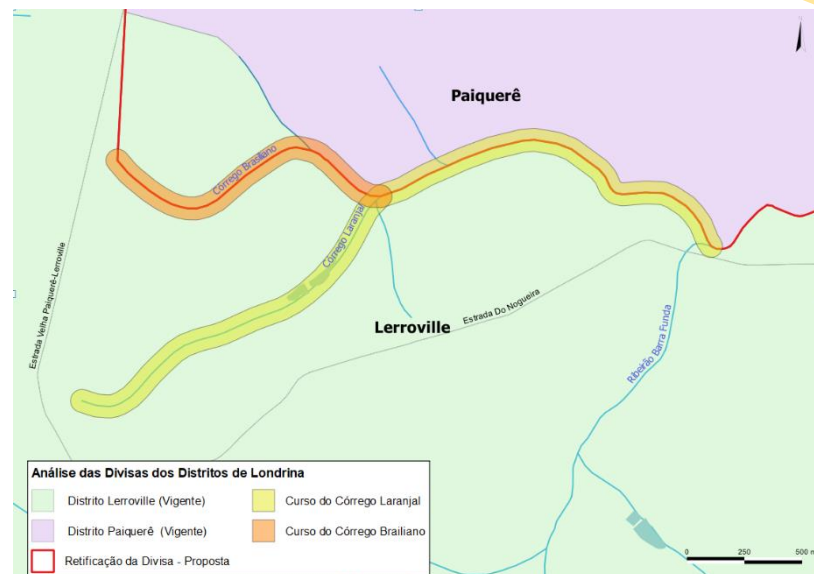 Paiquerê
Córrego Brasiliano
Córrego Laranjal
Estrada Velha Paiquerê-Lerroville
Estrada Do Nogueira
Lerroville
Ribeirão Barra Funda
Análise das Divisas dos Distritos de Londrina
Distrito Lerroville (Vigente)
Curso do Córrego Laranjal
Distrito Paiquerê (Vigente)
Curso do Córrego Brailiano
Retificação da Divisa - Proposta
0 250 500 m